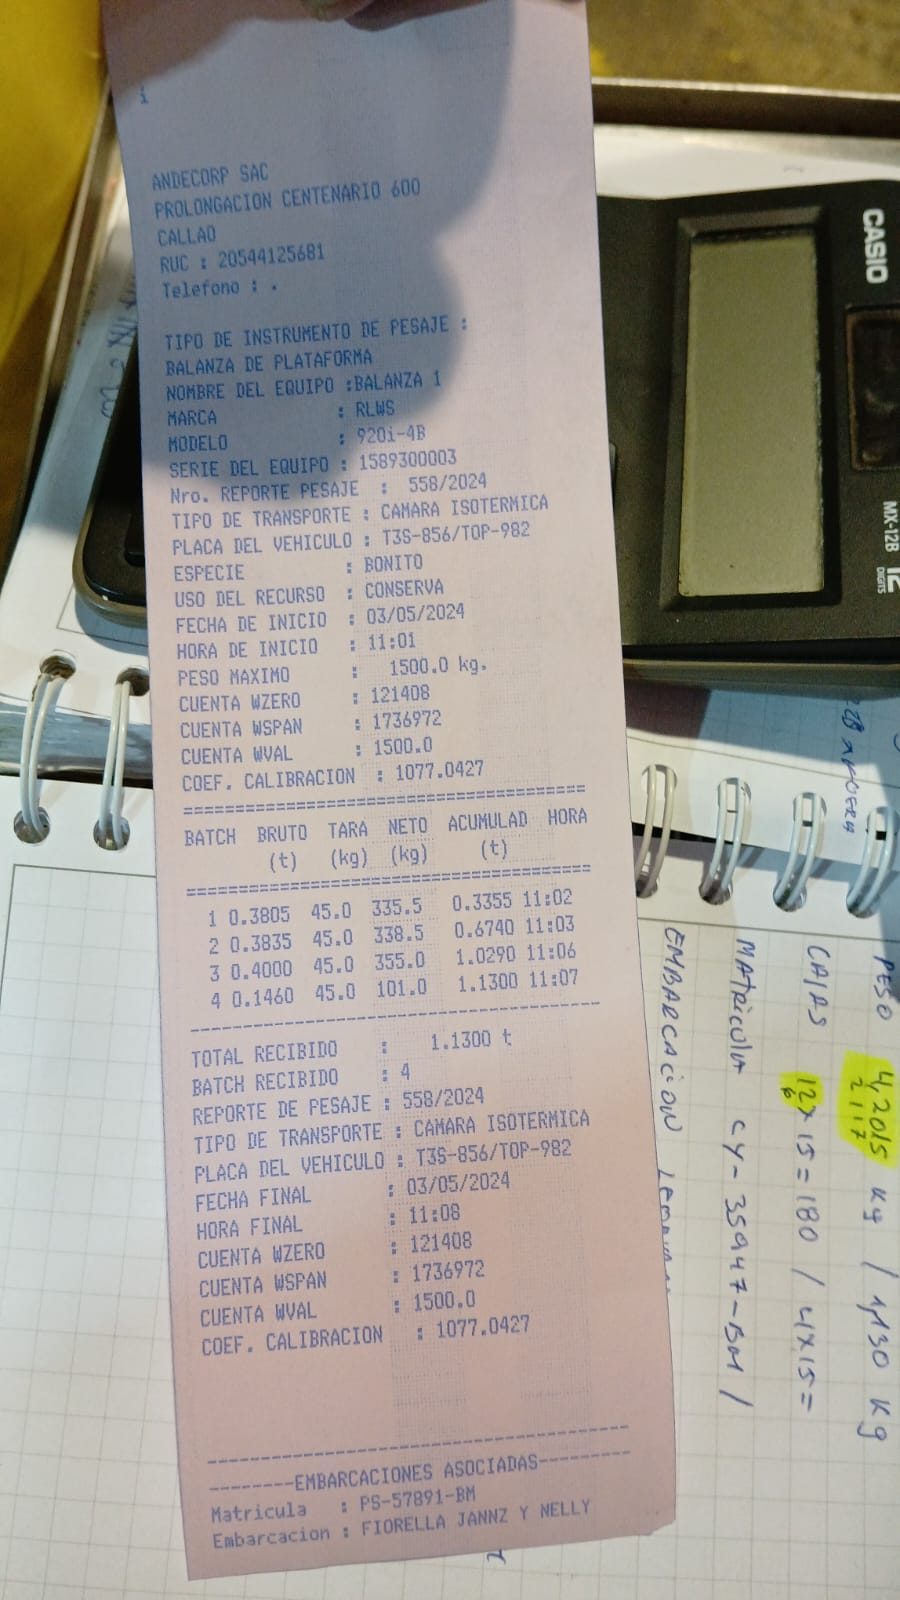 ANDECORP SAC
PROLONGACION CENTENARIO 600
CALLAO
RUC : 20544125681
Telefono : .
TIPO DE INSTRUMENTO DE PESAJE :
BALANZA DE PLATAFORMA
NOMBRE DEL EQUIPO :BALANZA 1
MARCA : RLWS
MODELO : 920i-4B
SERIE DEL EQUIPO : 1589300003
Nro. REPORTE PESAJE : 558/2024
TIPO DE TRANSPORTE : CAMARA ISOTERMICA
PLACA DEL VEHICULO : T3S-856/TOP-982
ESPECIE : BONITO
USO DEL RECURSO : CONSERVA
FECHA DE INICIO : 03/05/2024
HORA DE INICIO : 11:01
PESO MAXIMO : 1500.0 kg.
CUENTA WZERO : 121408
CUENTA WSPAN : 1736972
CUENTA WVAL : 1500.0
COEF. CALIBRACION : 1077.0427
========================================
BATCH BRUTO TARA NETO ACUMULAD HORA
(t) (kg) (kg) (t)
========================================
1 0.3805 45.0 335.5 0.3355 11:02
2 0.3835 45.0 338.5 0.6740 11:03
3 0.4000 45.0 355.0 1.0290 11:06
4 0.1460 45.0 101.0 1.1300 11:07
----------------------------------------
TOTAL RECIBIDO : 1.1300 t
BATCH RECIBIDO : 4
REPORTE DE PESAJE : 558/2024
TIPO DE TRANSPORTE : CAMARA ISOTERMICA
PLACA DEL VEHICULO : T3S-856/TOP-982
FECHA FINAL : 03/05/2024
HORA FINAL : 11:08
CUENTA WZERO : 121408
CUENTA WSPAN : 1736972
CUENTA WVAL : 1500.0
COEF. CALIBRACION : 1077.0427
----------------------------------------
--------EMBARCACIONES ASOCIADAS---------
Matricula : PS-57891-BM
Embarcacion : FIORELLA JANNZ Y NELLY
CASIO
MX-12B
12
DIGITS
PESO 4,2015 Kg / 1,130 Kg
2117
CAJAS 12x15=180 / 4x15=
6
MATRICULA CY-35947-BM /
EMBARCACION